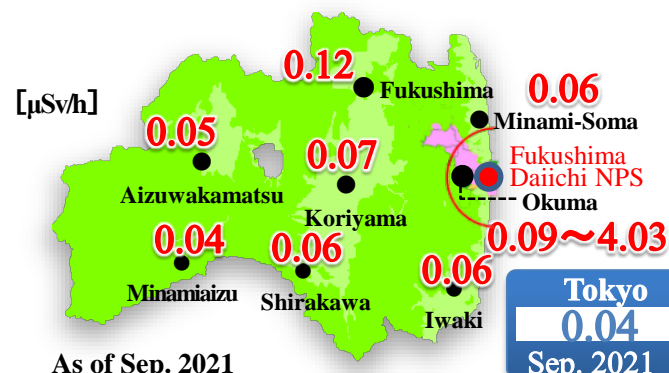 0.12
Fukushima
[μSv/h]
0.06
Minami-Soma
0.05
Aizuwakamatsu
0.07
Koriyama
Fukushima
Daiichi NPS
Okuma
0.09～4.03
0.04
Minamiaizu
0.06
Shirakawa
0.06
Iwaki
Tokyo
0.04
Sep. 2021
As of Sep. 2021